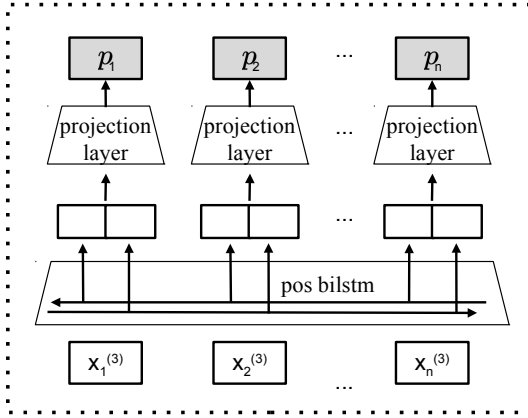 p₁ p₂ ... pₙ
projection layer projection layer ... projection layer
...
pos bilstm
x₁⁽³⁾ x₂⁽³⁾ ... xₙ⁽³⁾